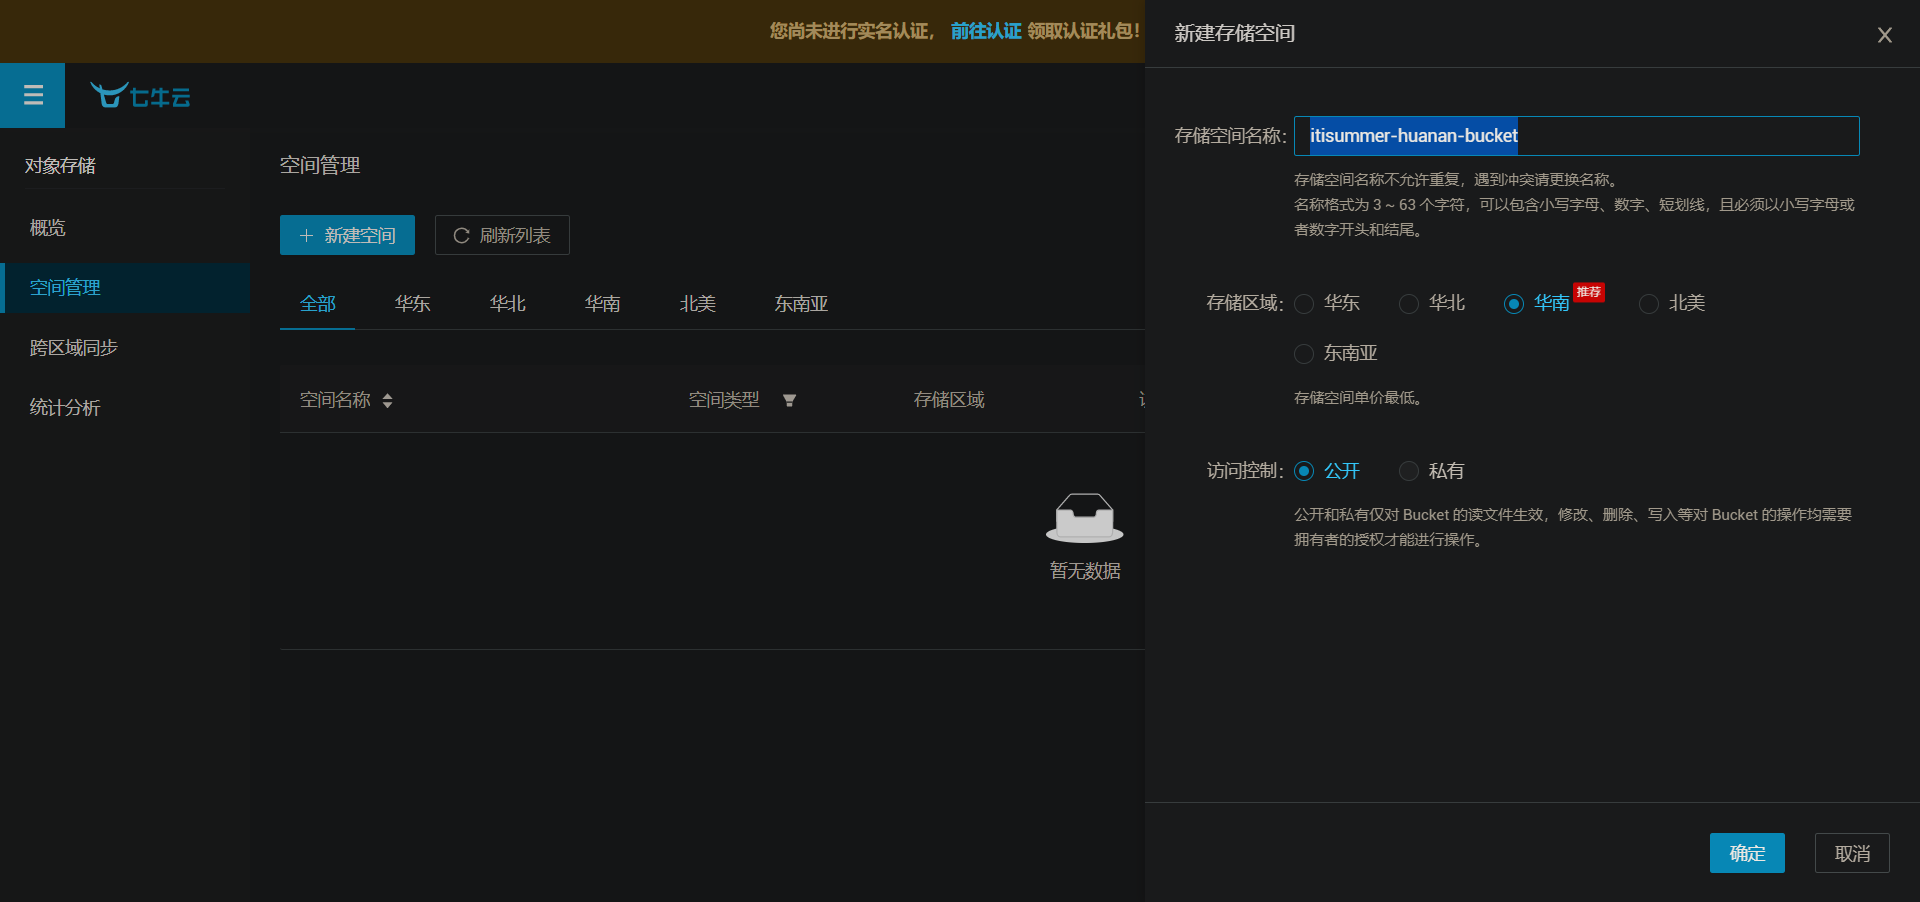 您尚未进行实名认证，前往认证 领取认证礼包！
七牛云
对象存储
概览
空间管理
跨区域同步
统计分析
空间管理
新建空间
刷新列表
全部 华东 华北 华南 北美 东南亚
空间名称 空间类型 存储区域
暂无数据
新建存储空间
存储空间名称: itisummer-huanan-bucket
存储空间名称不允许重复，遇到冲突请更换名称。
名称格式为 3 ~ 63 个字符，可以包含小写字母、数字、短划线，且必须以小写字母或
者数字开头和结尾。
存储区域: 华东 华北 华南 推荐 北美
东南亚
存储空间单价最低。
访问控制: 公开 私有
公开和私有仅对 Bucket 的读文件生效，修改、删除、写入等对 Bucket 的操作均需要
拥有者的授权才能进行操作。
确定 取消